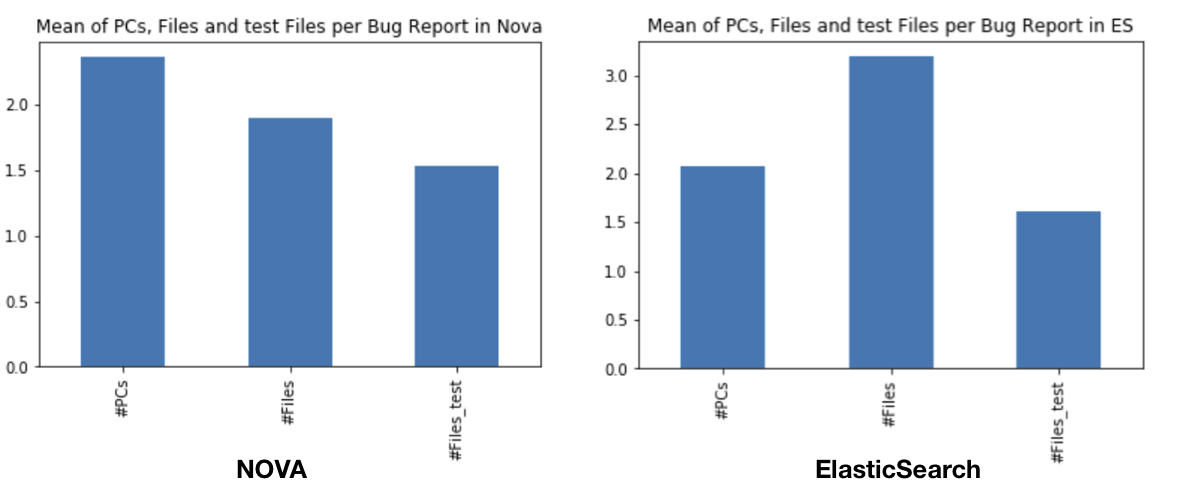 Mean of PCs, Files and test Files per Bug Report in Nova
2.0
1.5
1.0
0.5
0.0
#PCs
#Files
#Files_test
NOVA
Mean of PCs, Files and test Files per Bug Report in ES
3.0
2.5
2.0
1.5
1.0
0.5
0.0
#PCs
#Files
#Files_test
ElasticSearch